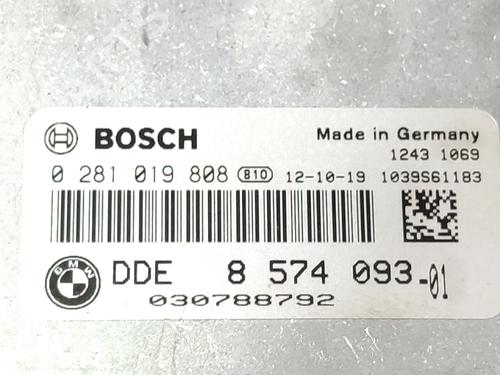 BOSCH
Made in Germany
1243 1069
0 281 019 808 810 12-10-19 1039S61183
BMW DDE 8 574 093-01
030788792